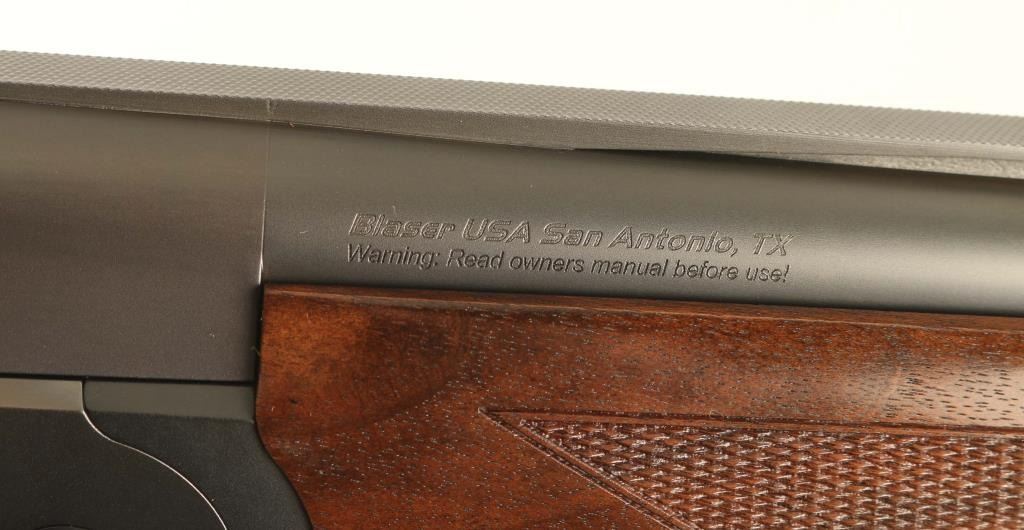 Blaser USA San Antonio, TX
Warning: Read owners manual before use!